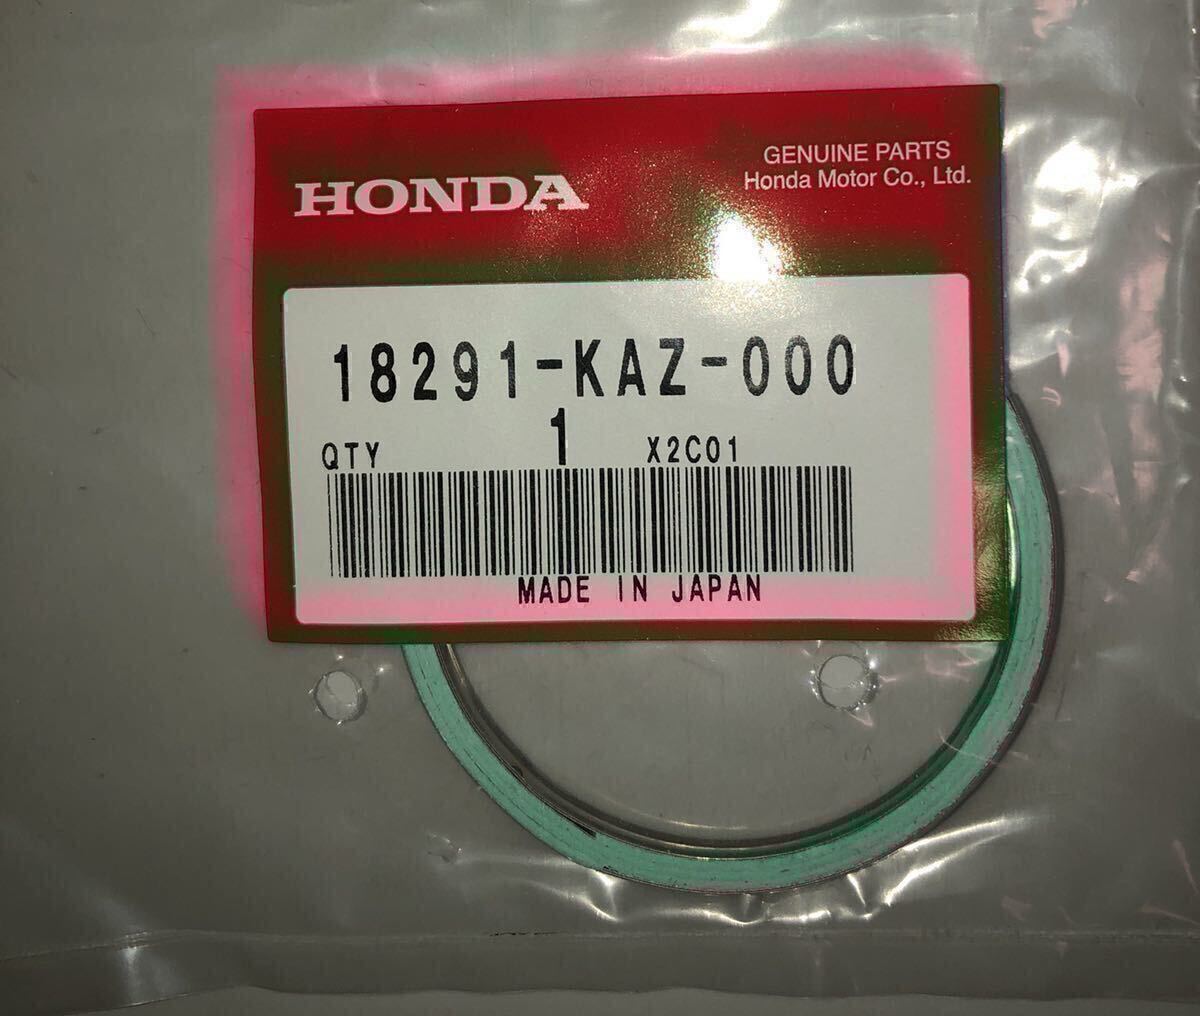 HONDA
GENUINE PARTS
Honda Motor Co., Ltd.
18291-KAZ-000
QTY 1 X2C01
MADE IN JAPAN